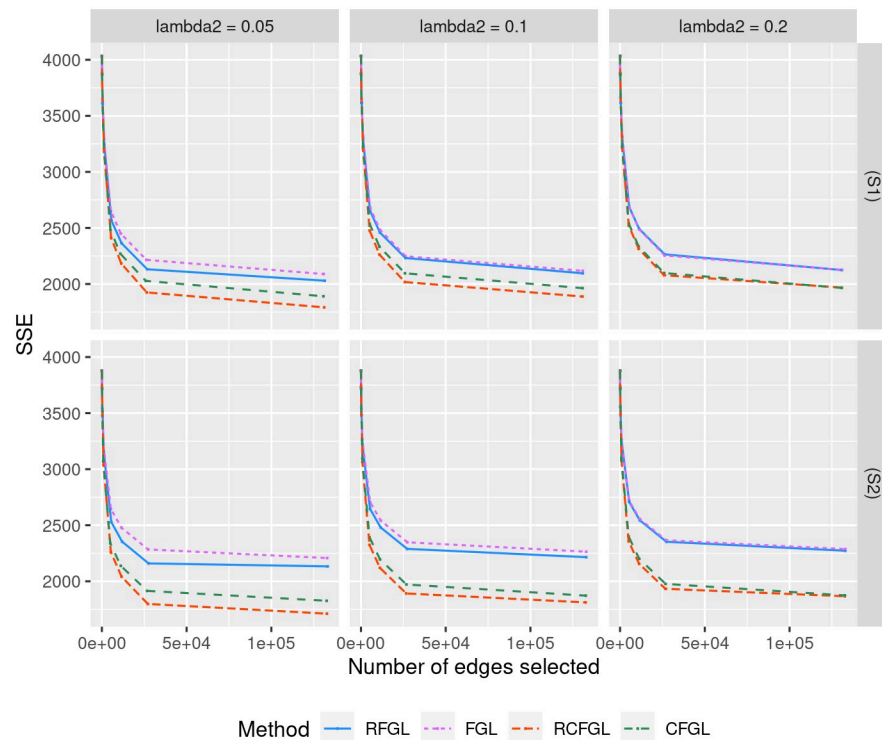 lambda2 = 0.05 lambda2 = 0.1 lambda2 = 0.2
4000
3500
3000
2500
2000
(S1)
SSE
4000
3500
3000
2500
2000
(S2)
0e+00 5e+04 1e+05 0e+00 5e+04 1e+05 0e+00 5e+04 1e+05
Number of edges selected
Method RFGL FGL RCFGL CFGL